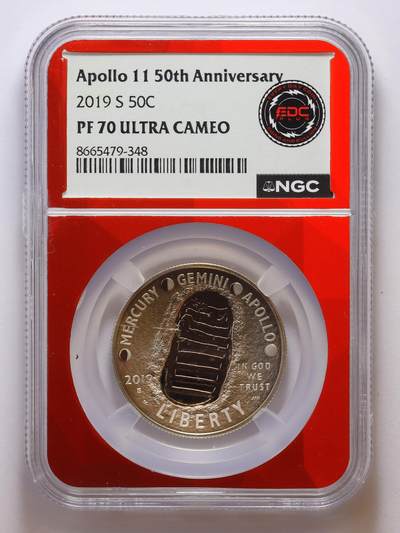 Apollo 11 50th Anniversary
2019 S 50C
PF 70 ULTRA CAMEO
8665479-348
EDC
NGC
MERCURY GEMINI APOLLO
2019
S
IN GOD
WE
TRUST
LIBERTY